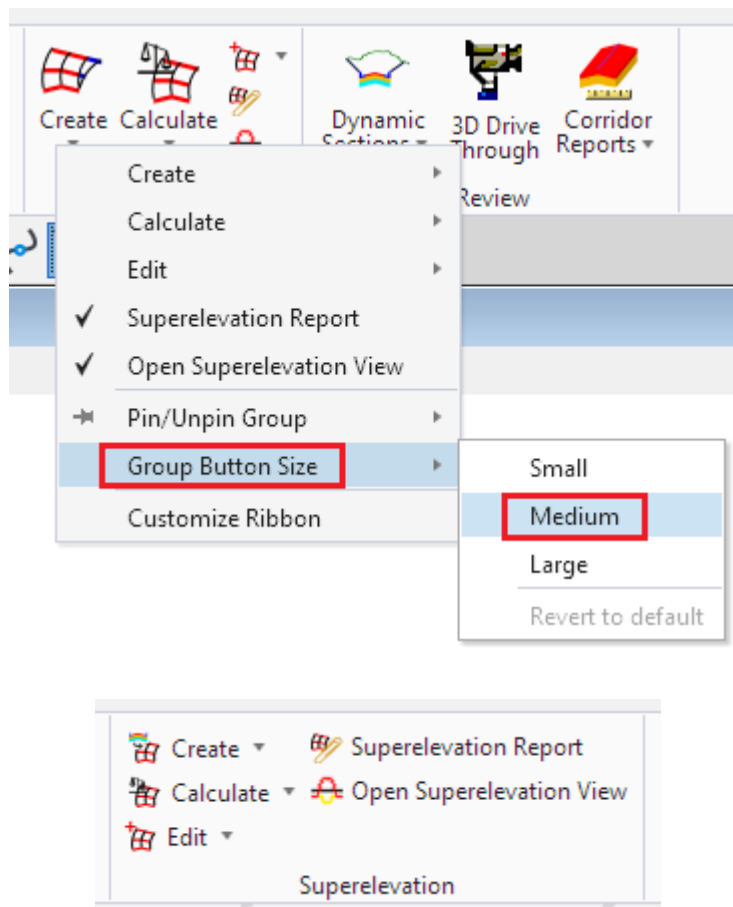 Create Calculate
Dynamic
Sections
3D Drive
Through
Corridor
Reports
Review
Create
Calculate
Edit
Superelevation Report
Open Superelevation View
Pin/Unpin Group
Group Button Size
Customize Ribbon
Small
Medium
Large
Revert to default
Create
Superelevation Report
Calculate
Open Superelevation View
Edit
Superelevation